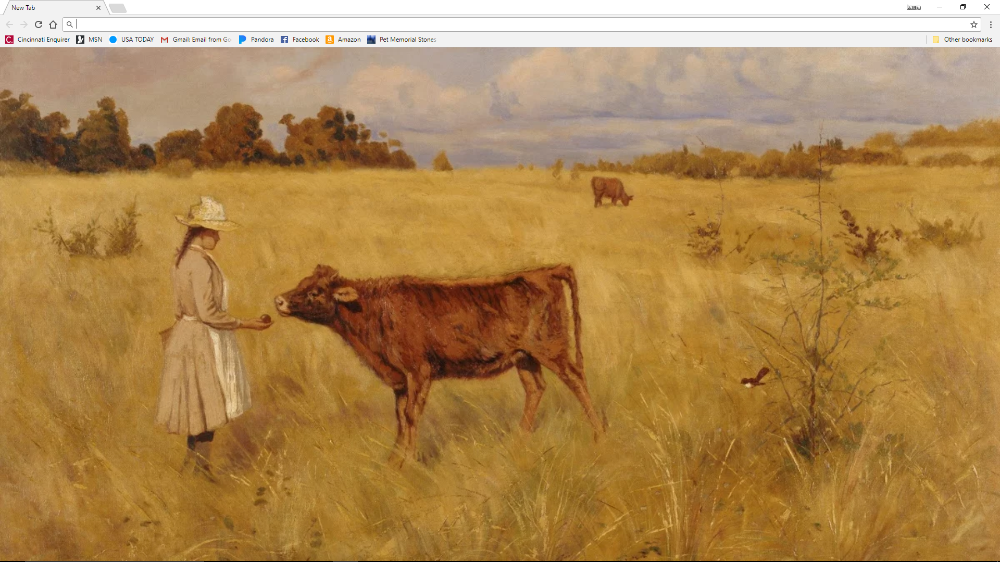 New Tab
Laura
Cincinnati Enquirer MSN USA TODAY Gmail: Email from Go Pandora Facebook Amazon Pet Memorial Stones Other bookmarks